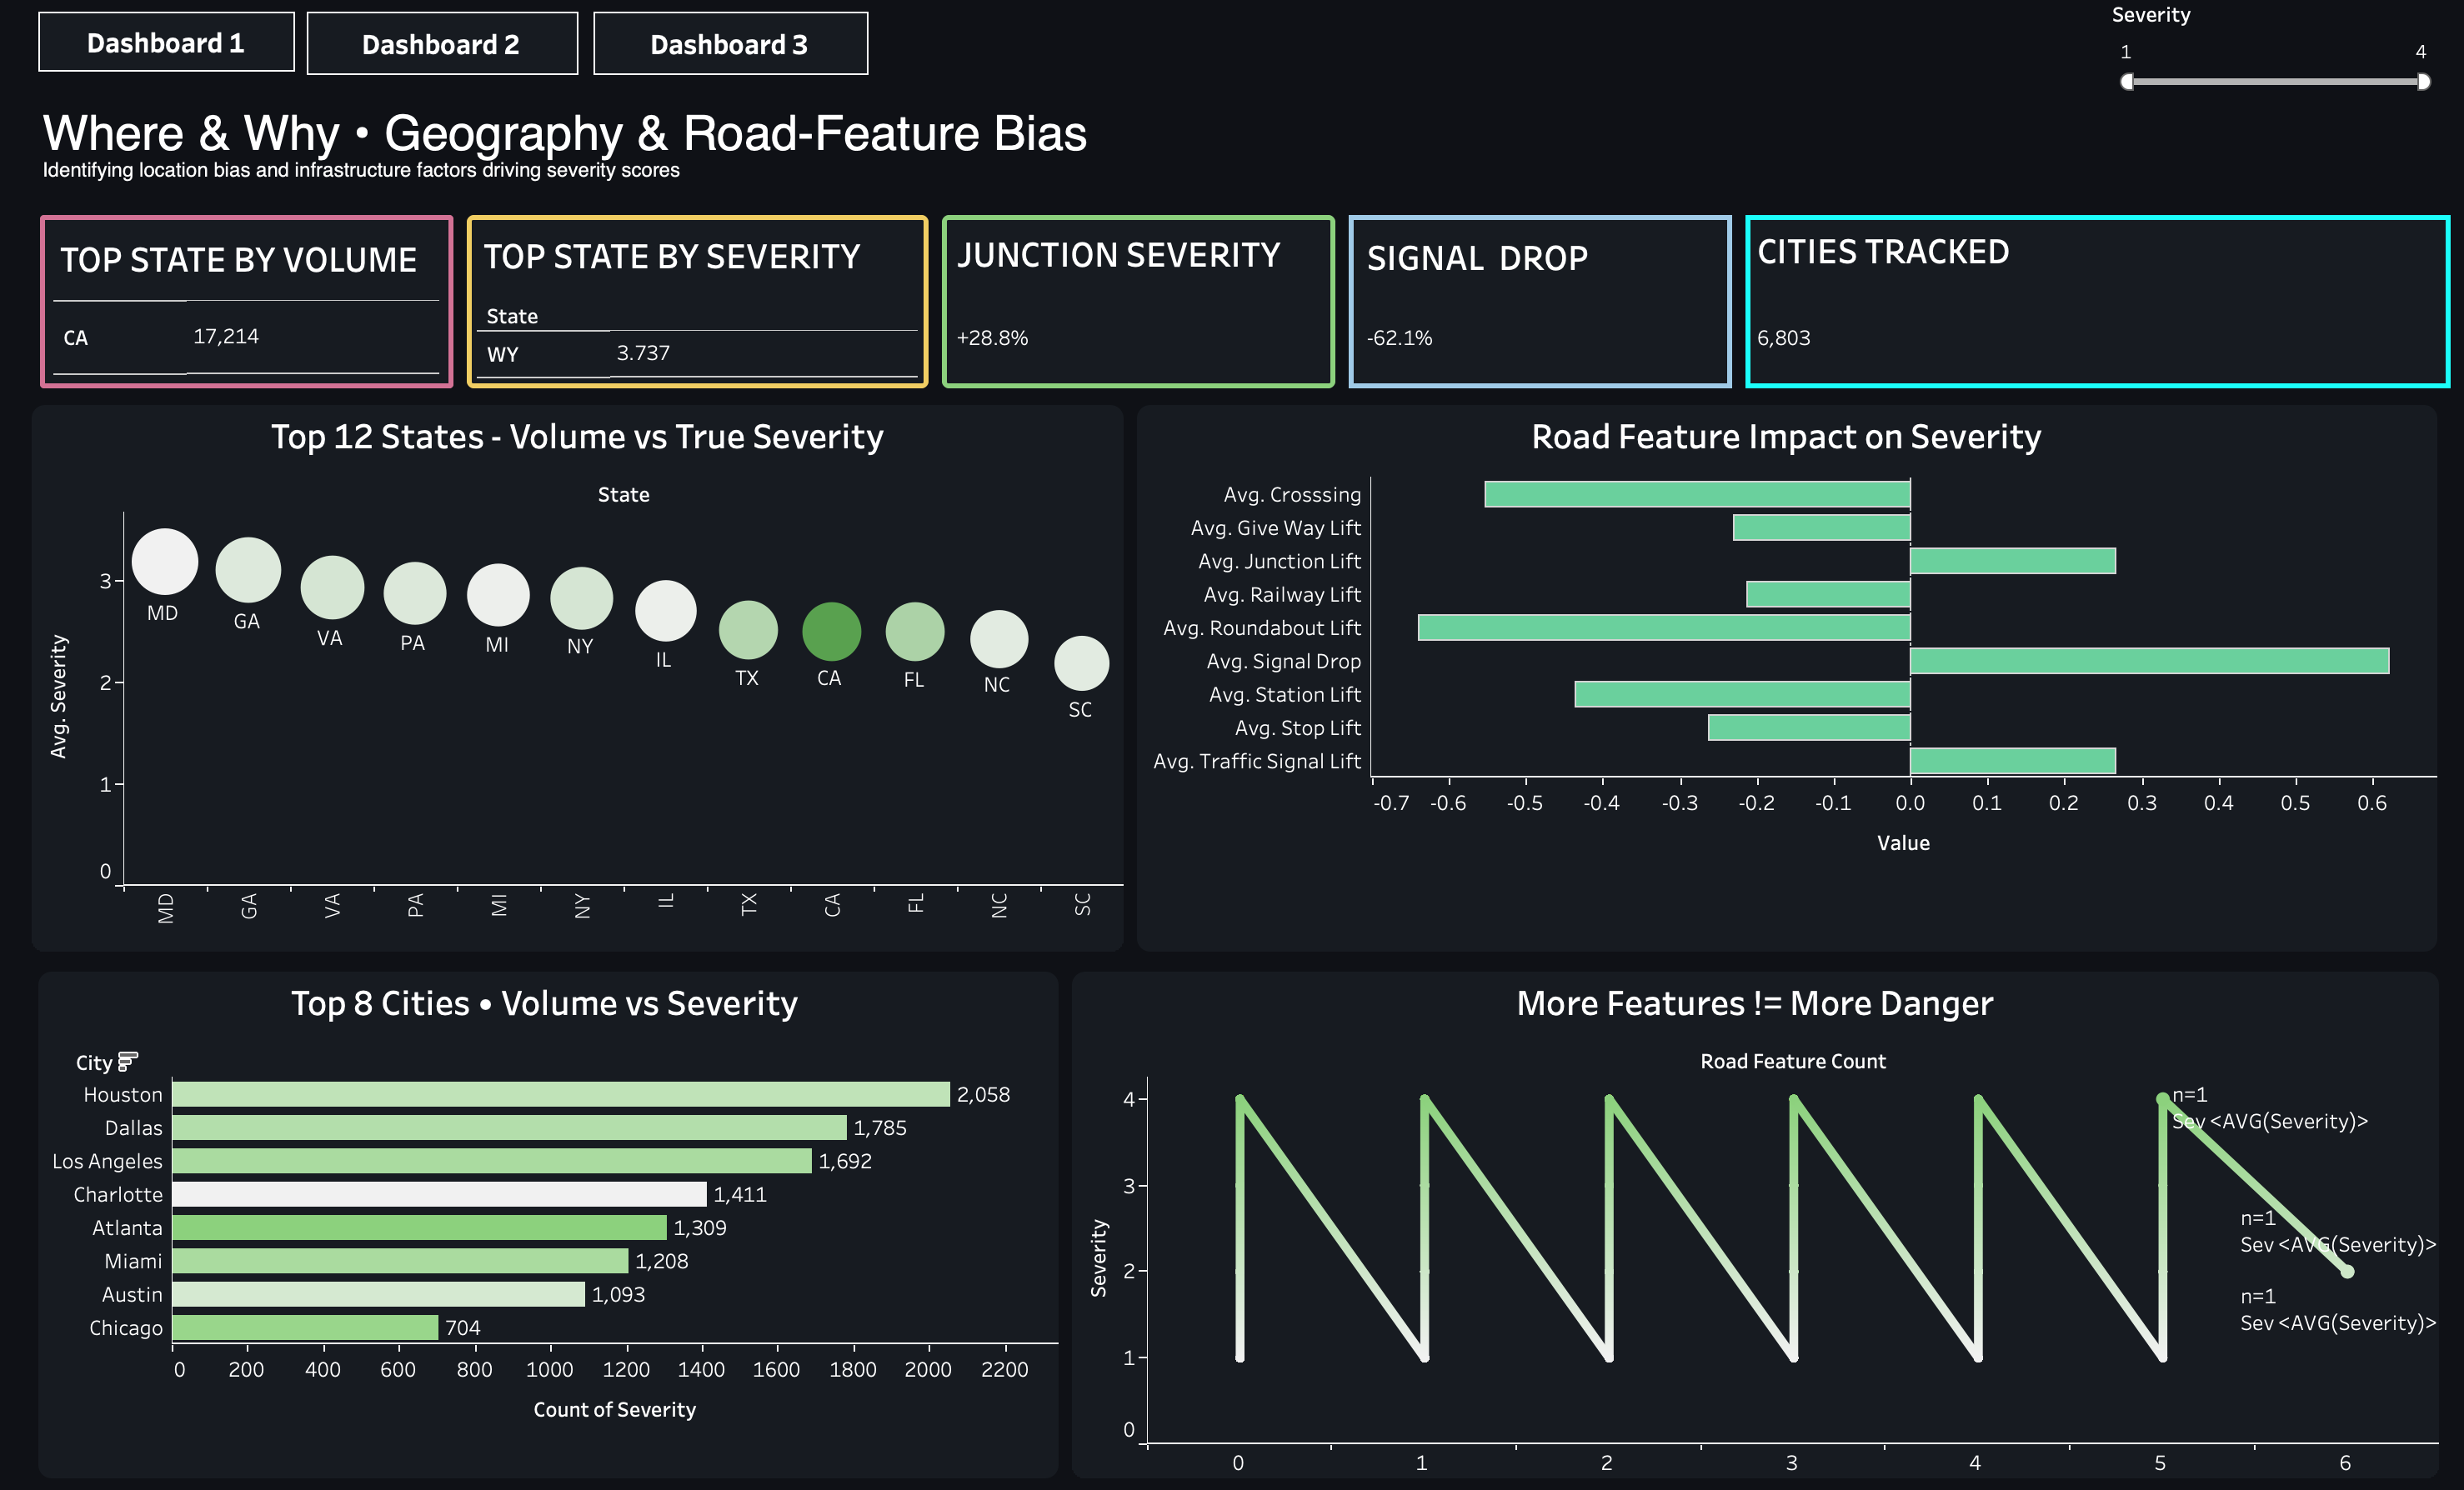 Dashboard 1
Dashboard 2
Dashboard 3
Severity
1
4
Where & Why • Geography & Road-Feature Bias
Identifying location bias and infrastructure factors driving severity scores
TOP STATE BY VOLUME
CA 17,214
TOP STATE BY SEVERITY
State
WY 3.737
JUNCTION SEVERITY
+28.8%
SIGNAL DROP
-62.1%
CITIES TRACKED
6,803
Top 12 States - Volume vs True Severity
State
Avg. Severity
3
2
1
0
MD
GA
VA
PA
MI
NY
IL
TX
CA
FL
NC
SC
MD
GA
VA
PA
MI
NY
IL
TX
CA
FL
NC
SC
Road Feature Impact on Severity
Avg. Crosssing
Avg. Give Way Lift
Avg. Junction Lift
Avg. Railway Lift
Avg. Roundabout Lift
Avg. Signal Drop
Avg. Station Lift
Avg. Stop Lift
Avg. Traffic Signal Lift
-0.7 -0.6 -0.5 -0.4 -0.3 -0.2 -0.1 0.0 0.1 0.2 0.3 0.4 0.5 0.6
Value
Top 8 Cities • Volume vs Severity
City
Houston 2,058
Dallas 1,785
Los Angeles 1,692
Charlotte 1,411
Atlanta 1,309
Miami 1,208
Austin 1,093
Chicago 704
0 200 400 600 800 1000 1200 1400 1600 1800 2000 2200
Count of Severity
More Features != More Danger
Road Feature Count
Severity
4
3
2
1
0
n=1
Sev <AVG(Severity)>
n=1
Sev <AVG(Severity)>
n=1
Sev <AVG(Severity)>
0 1 2 3 4 5 6